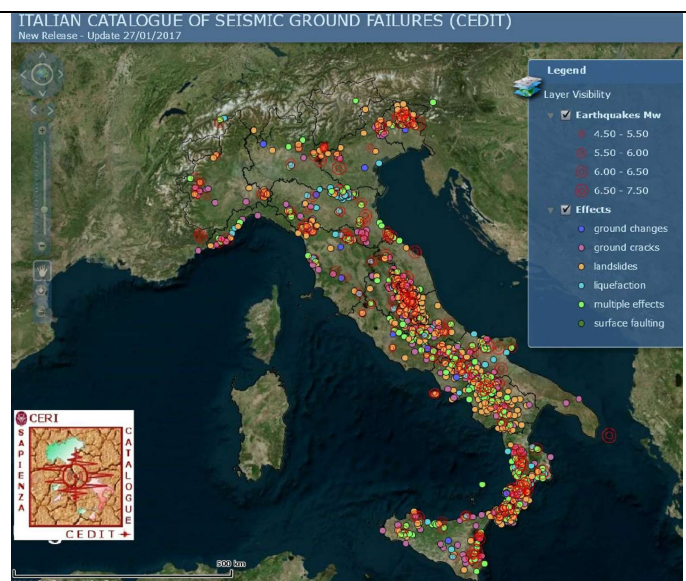 ITALIAN CATALOGUE OF SEISMIC GROUND FAILURES (CEDIT)
New Release - Update 27/01/2017
Legend
Layer Visibility
Earthquakes Mw
4.50 - 5.50
5.50 - 6.00
6.00 - 6.50
6.50 - 7.50
Effects
ground changes
ground cracks
landslides
liquefaction
multiple effects
surface faulting
CERI
SAPIENZA
CATALOGUE
CEDIT
500 km